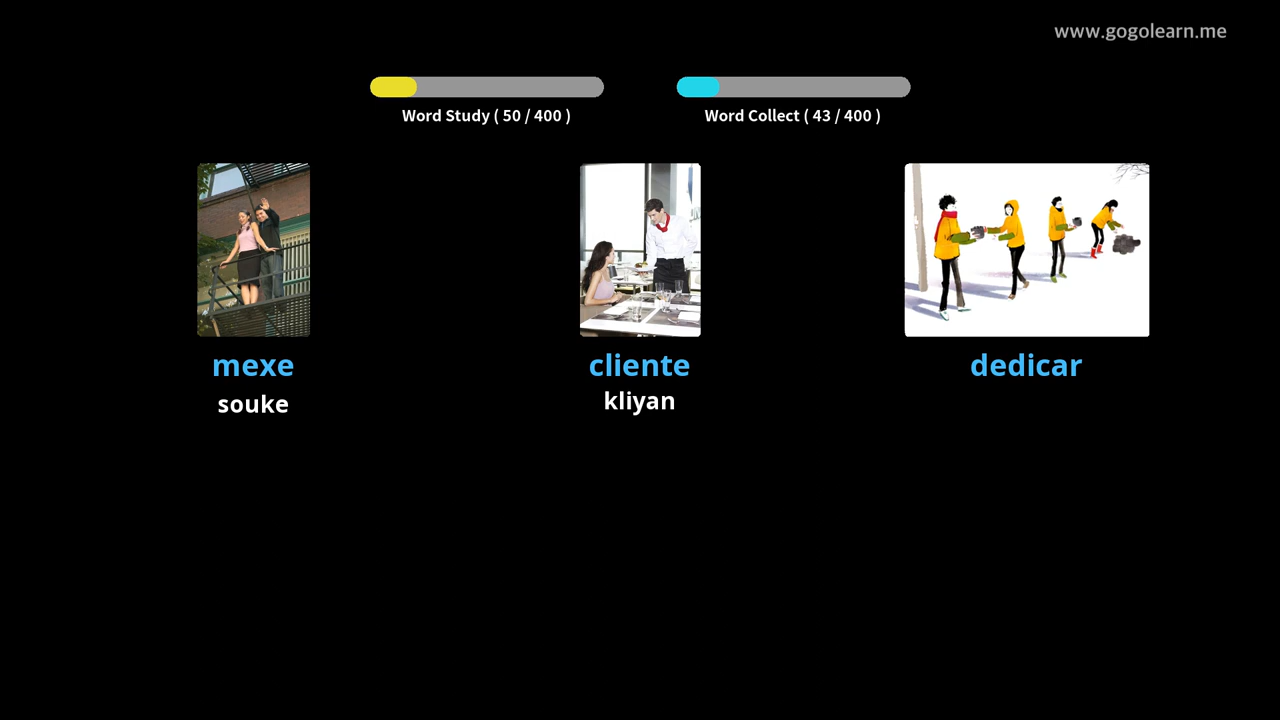 www.gogolearn.me
Word Study ( 50 / 400 )
Word Collect ( 43 / 400 )
mexe
souke
cliente
kliyan
dedicar